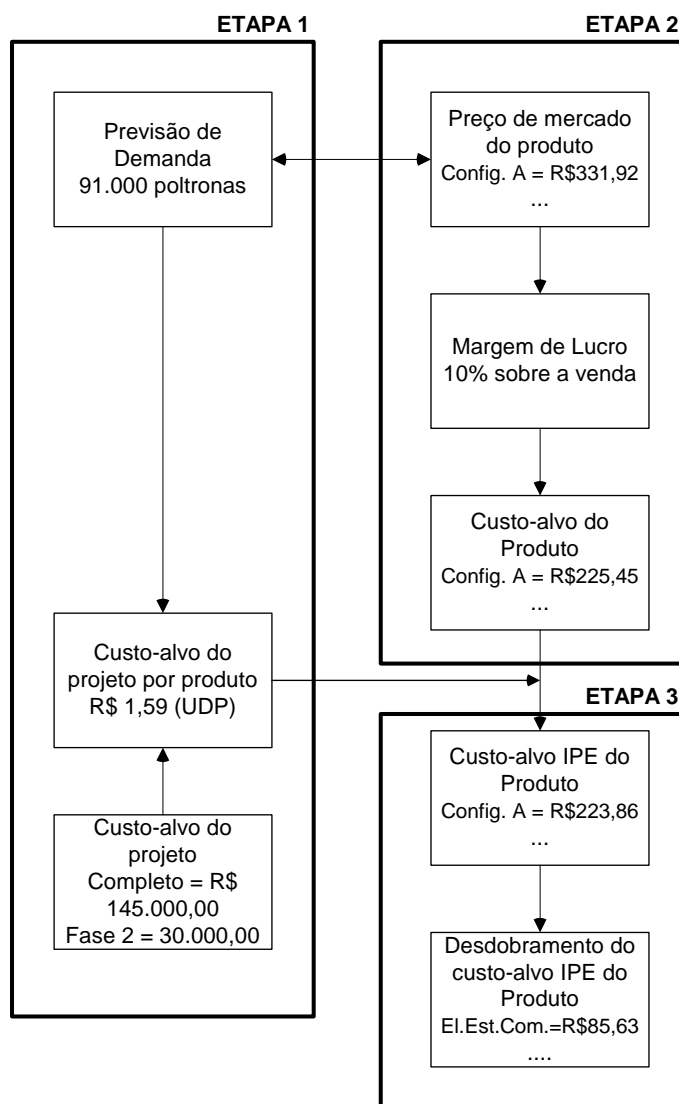 ETAPA 1
Previsão de
Demanda
91.000 poltronas
Custo-alvo do
projeto por produto
R$ 1,59 (UDP)
Custo-alvo do
projeto
Completo = R$
145.000,00
Fase 2 = 30.000,00
ETAPA 2
Preço de mercado
do produto
Config. A = R$331,92
...
Margem de Lucro
10% sobre a venda
Custo-alvo do
Produto
Config. A = R$225,45
...
ETAPA 3
Custo-alvo IPE do
Produto
Config. A = R$223,86
...
Desdobramento do
custo-alvo IPE do
Produto
El.Est.Com.=R$85,63
....